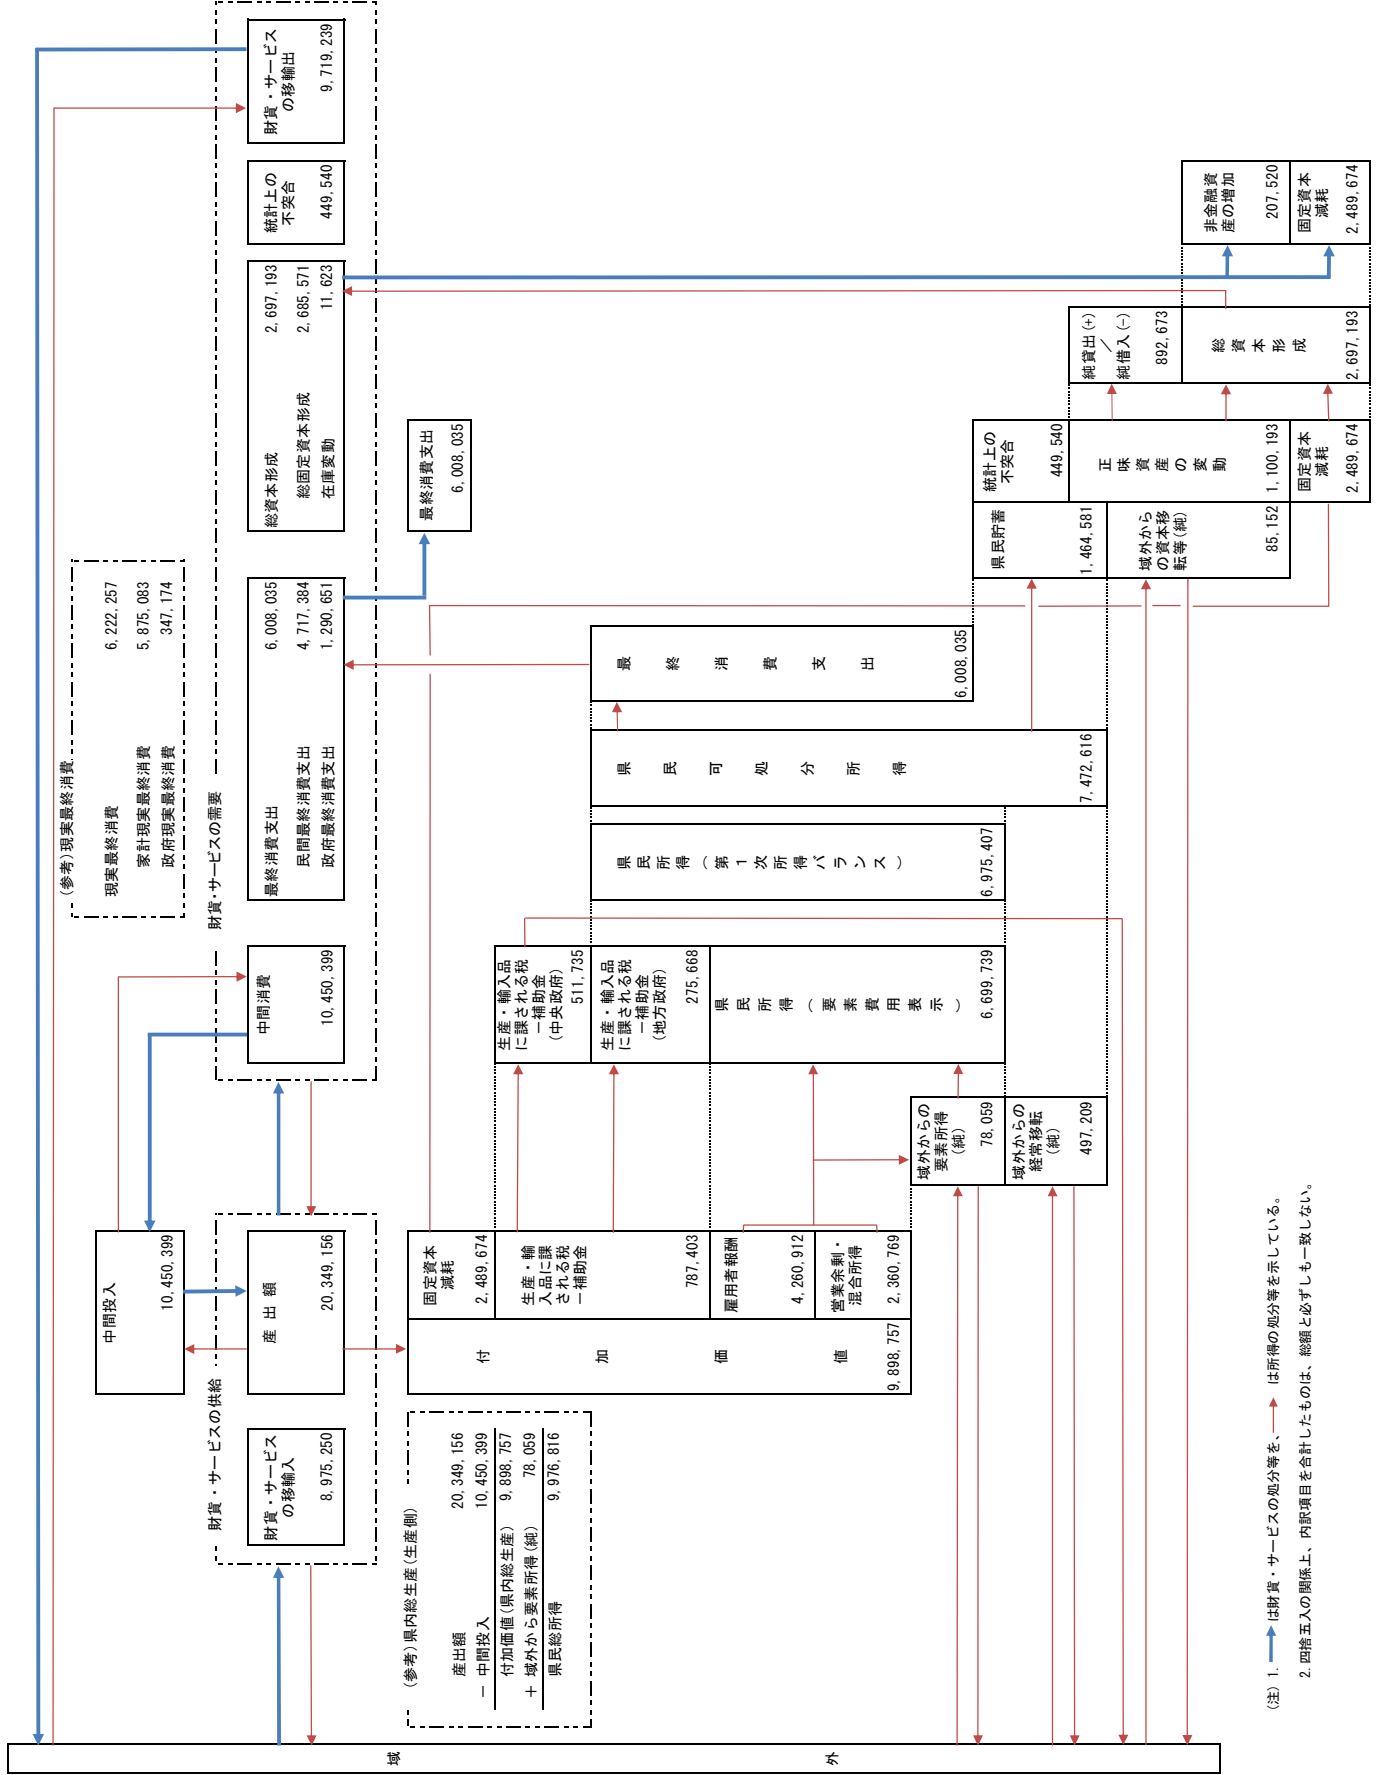 (参考)現実最終消費
現実最終消費 6,222,257
家計現実最終消費 5,875,083
政府現実最終消費 347,174
中間投入
10,450,399
財貨・サービスの供給
財貨・サービスの需要
財貨・サービス
の移輸入
8,975,250
産出額
20,349,156
中間消費
10,450,399
最終消費支出 6,008,035
民間最終消費支出 4,717,384
政府最終消費支出 1,290,651
総資本形成 2,697,193
総固定資本形成 2,685,571
在庫変動 11,623
統計上の
不突合
449,540
財貨・サービス
の移輸出
9,719,239
(参考)県内総生産(生産側)
産出額 20,349,156
－ 中間投入 10,450,399
付加価値(県内総生産) 9,898,757
＋ 域外から要素所得(純) 78,059
県民総所得 9,976,816
付加価値
9,898,757
固定資本
減耗
2,489,674
生産・輸
入品に課
される税
－補助金
787,403
雇用者報酬
4,260,912
営業余剰・
混合所得
2,360,769
域外からの
要素所得
(純)
78,059
域外からの
経常移転
(純)
497,209
生産・輸入品
に課される税
－補助金
(中央政府)
511,735
生産・輸入品
に課される税
－補助金
(地方政府)
275,668
県民所得(要素費用表示)
6,699,739
県民所得(第1次所得バランス)
6,975,407
県民可処分所得
7,472,616
最終消費支出
6,008,035
最終消費支出
6,008,035
県民貯蓄
1,464,581
域外から
の資本移
転等(純)
85,152
統計上の
不突合
449,540
正味資産の変動
1,100,193
固定資本
減耗
2,489,674
純貸出(+)
／
純借入(-)
892,673
総資本形成
2,697,193
非金融資
産の増加
207,520
固定資本
減耗
2,489,674
域外
(注) 1. は財貨・サービスの処分等を、 は所得の処分等を示している。
2. 四捨五入の関係上、内訳項目を合計したものは、総額と必ずしも一致しない。